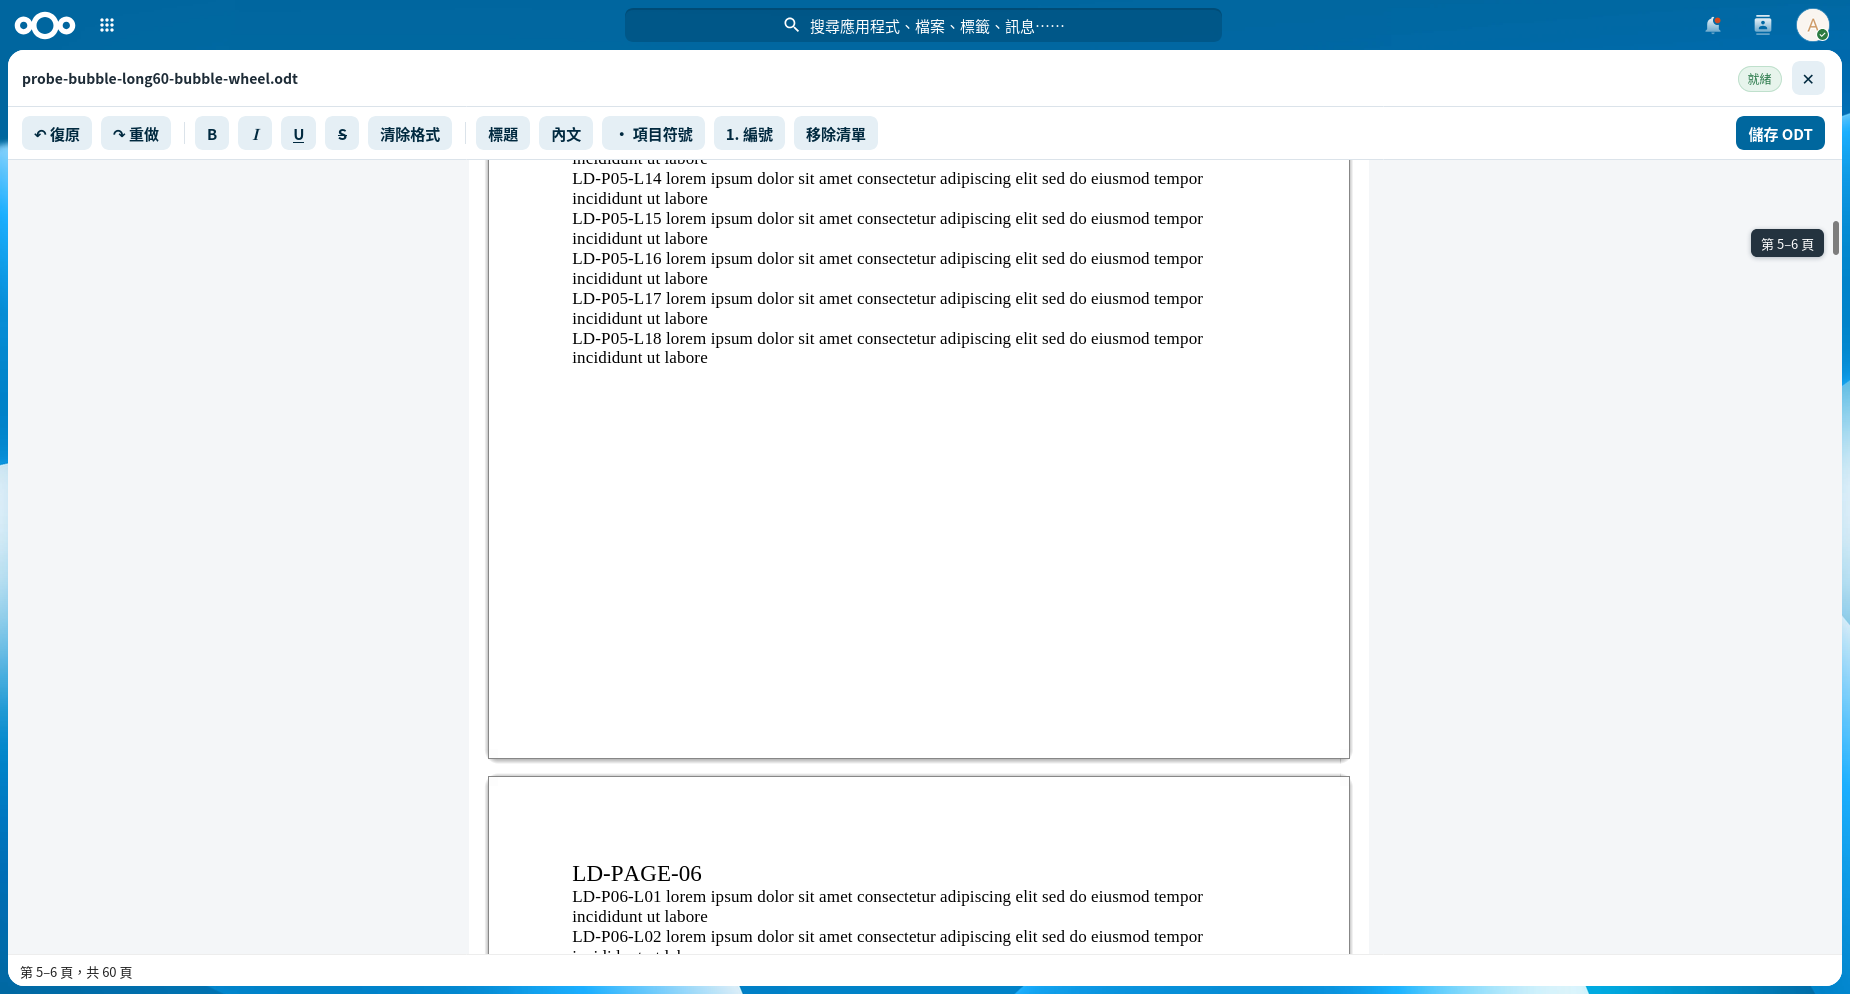 搜尋應用程式、檔案、標籤、訊息……
A
probe-bubble-long60-bubble-wheel.odt
就緒
×
↶ 復原
↷ 重做
B
I
U
S
清除格式
標題
內文
• 項目符號
1. 編號
移除清單
儲存 ODT
incididunt ut labore
LD-P05-L14 lorem ipsum dolor sit amet consectetur adipiscing elit sed do eiusmod tempor
incididunt ut labore
LD-P05-L15 lorem ipsum dolor sit amet consectetur adipiscing elit sed do eiusmod tempor
incididunt ut labore
LD-P05-L16 lorem ipsum dolor sit amet consectetur adipiscing elit sed do eiusmod tempor
incididunt ut labore
LD-P05-L17 lorem ipsum dolor sit amet consectetur adipiscing elit sed do eiusmod tempor
incididunt ut labore
LD-P05-L18 lorem ipsum dolor sit amet consectetur adipiscing elit sed do eiusmod tempor
incididunt ut labore
第 5–6 頁
LD-PAGE-06
LD-P06-L01 lorem ipsum dolor sit amet consectetur adipiscing elit sed do eiusmod tempor
incididunt ut labore
LD-P06-L02 lorem ipsum dolor sit amet consectetur adipiscing elit sed do eiusmod tempor
第 5–6 頁，共 60 頁